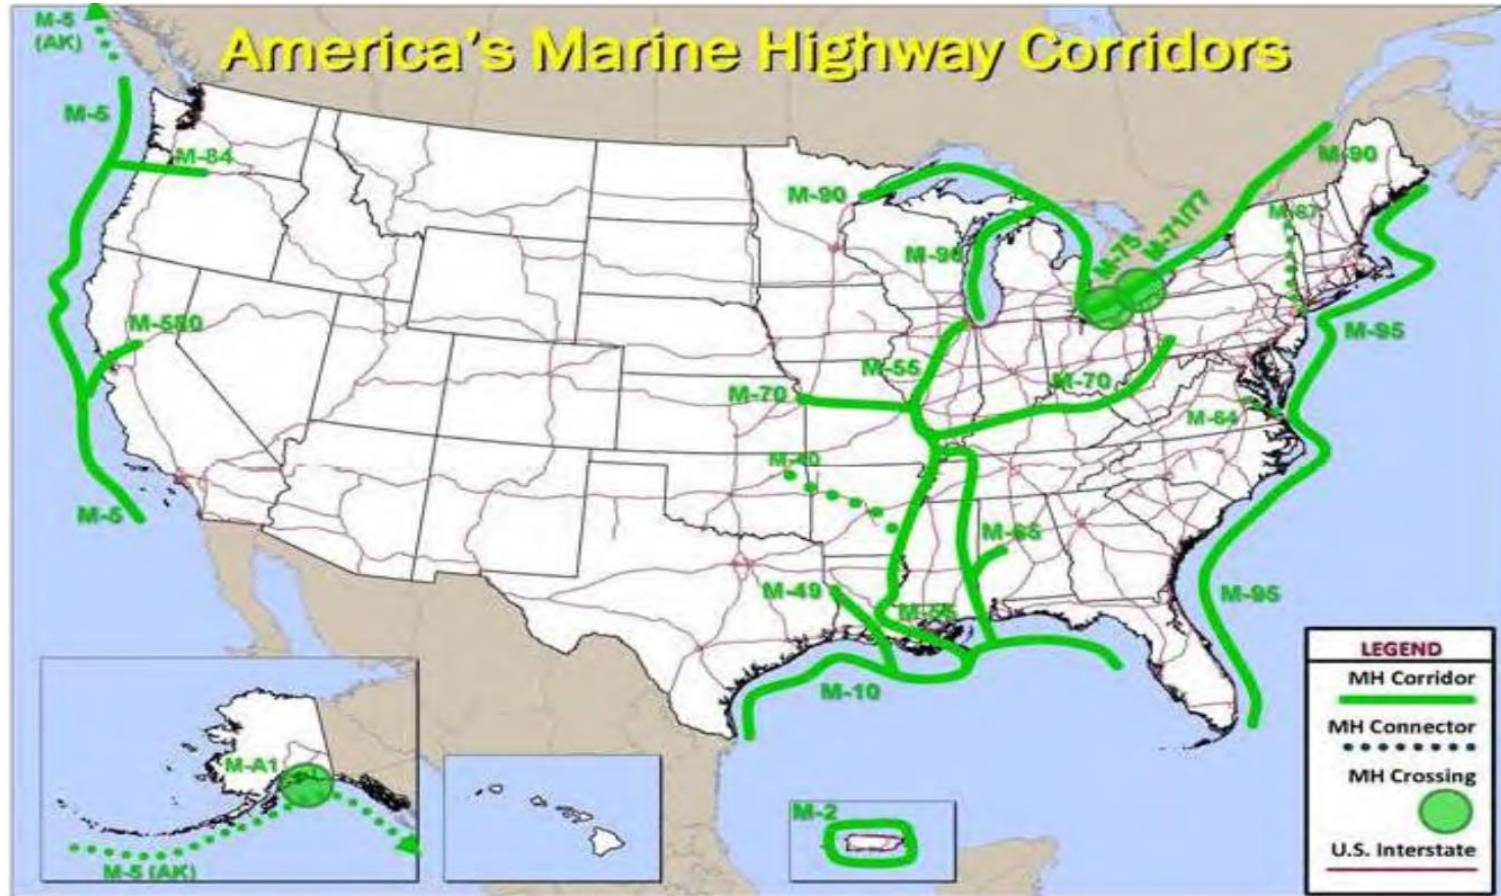 M-5
(AK)
America's Marine Highway Corridors
M-5
M-84
M-90
M-90
M-87
M-71/77
M-75
M-90
M-580
M-95
M-55
M-70
M-70
M-64
M-40
M-5
M-65
M-49
M-55
M-95
M-10
LEGEND
MH Corridor
MH Connector
MH Crossing
U.S. Interstate
M-A1
M-5 (AK)
M-2